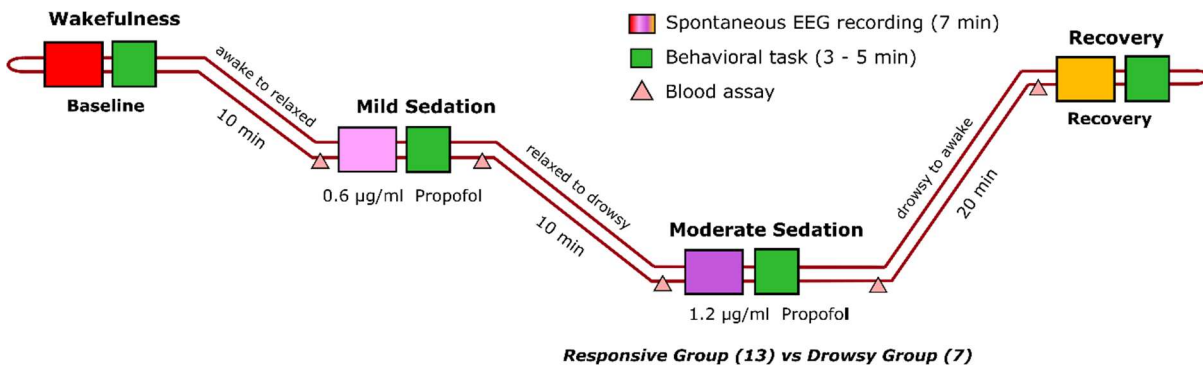 Wakefulness
Baseline
awake to relaxed
10 min
Mild Sedation
0.6 µg/ml Propofol
relaxed to drowsy
10 min
Moderate Sedation
1.2 µg/ml Propofol
Responsive Group (13) vs Drowsy Group (7)
drowsy to awake
20 min
Recovery
Recovery
Spontaneous EEG recording (7 min)
Behavioral task (3 - 5 min)
Blood assay